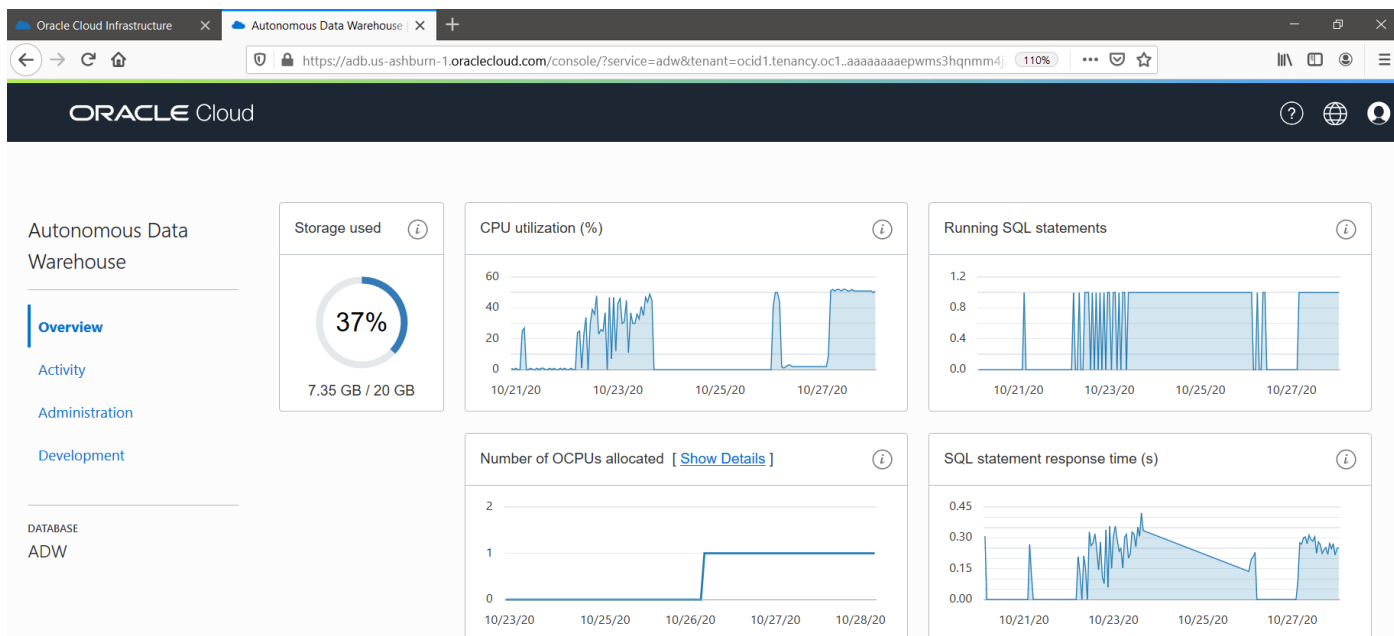 Oracle Cloud Infrastructure
Autonomous Data Warehouse
https://adb.us-ashburn-1.oraclecloud.com/console/?service=adw&tenant=ocid1.tenancy.oc1..aaaaaaaaepwms3hqnmm4j
110%
ORACLE Cloud
Autonomous Data
Warehouse
Overview
Activity
Administration
Development
DATABASE
ADW
Storage used
37%
7.35 GB / 20 GB
CPU utilization (%)
60
40
20
0
10/21/20 10/23/20 10/25/20 10/27/20
Running SQL statements
1.2
0.8
0.4
0.0
10/21/20 10/23/20 10/25/20 10/27/20
Number of OCPUs allocated [ Show Details ]
2
1
0
10/23/20 10/25/20 10/26/20 10/27/20 10/28/20
SQL statement response time (s)
0.45
0.30
0.15
0.00
10/21/20 10/23/20 10/25/20 10/27/20